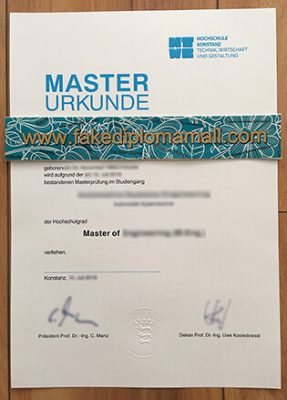 HOCHSCHULE
KONSTANZ
TECHNIK, WIRTSCHAFT
UND GESTALTUNG
MASTER
URKUNDE
www.fakediplomamall.com
geboren
wird aufgrund der
bestandenen Masterprüfung im Studiengang
der Hochschulgrad
Master of
verliehen.
Konstanz,
Präsident Prof. Dr.-Ing. C. Manz
Dekan Prof. Dr.-Ing. Uwe Kosiedowski